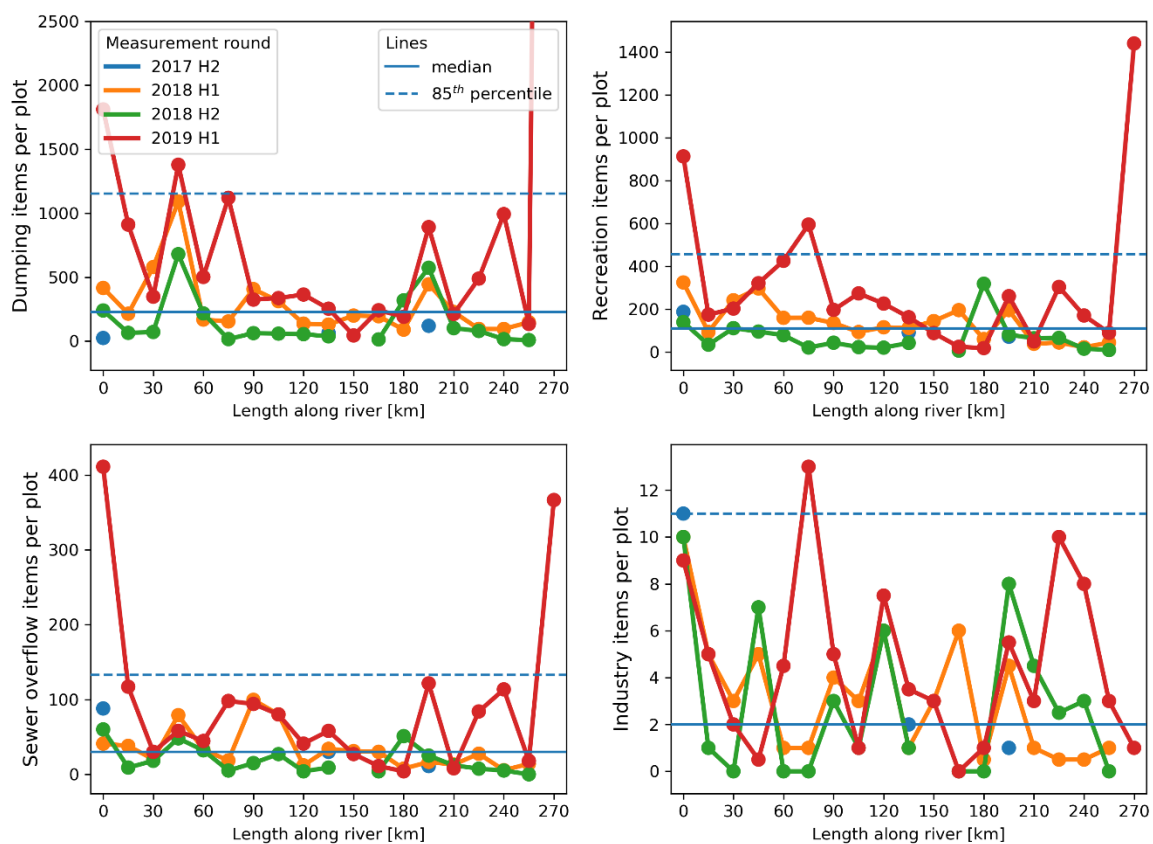 Dumping items per plot
2500
2000
1500
1000
500
0
Measurement round
2017 H2
2018 H1
2018 H2
2019 H1
Lines
median
85th percentile
0 30 60 90 120 150 180 210 240 270
Length along river [km]
Recreation items per plot
1400
1200
1000
800
600
400
200
0
0 30 60 90 120 150 180 210 240 270
Length along river [km]
Sewer overflow items per plot
400
300
200
100
0
0 30 60 90 120 150 180 210 240 270
Length along river [km]
Industry items per plot
12
10
8
6
4
2
0
0 30 60 90 120 150 180 210 240 270
Length along river [km]